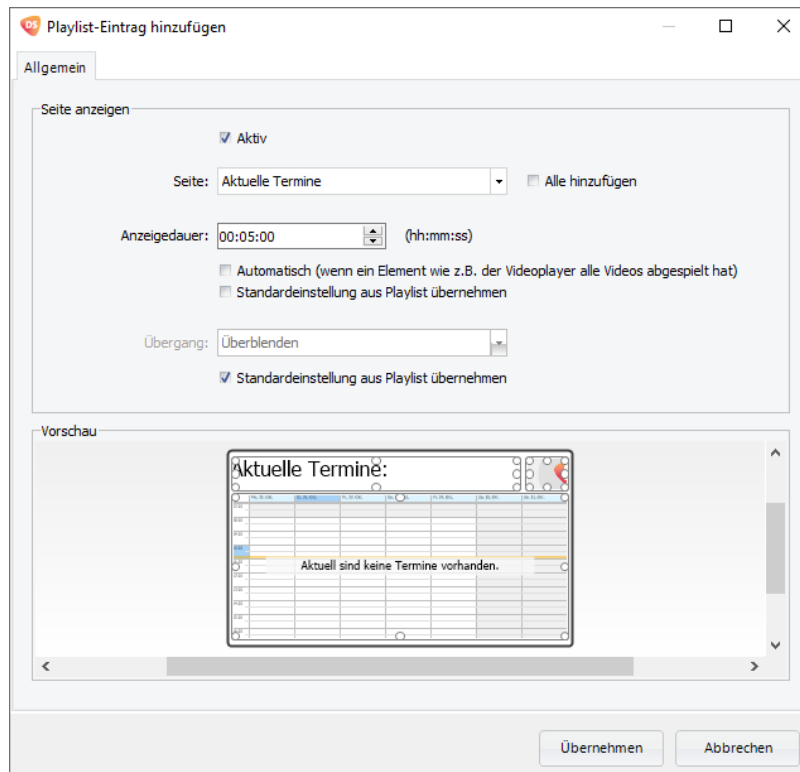 DS Playlist-Eintrag hinzufügen
Allgemein
Seite anzeigen
Aktiv
Seite: Aktuelle Termine Alle hinzufügen
Anzeigedauer: 00:05:00 (hh:mm:ss)
Automatisch (wenn ein Element wie z.B. der Videoplayer alle Videos abgespielt hat)
Standardeinstellung aus Playlist übernehmen
Übergang: Überblenden
Standardeinstellung aus Playlist übernehmen
Vorschau
Aktuelle Termine:
Aktuell sind keine Termine vorhanden.
Übernehmen Abbrechen